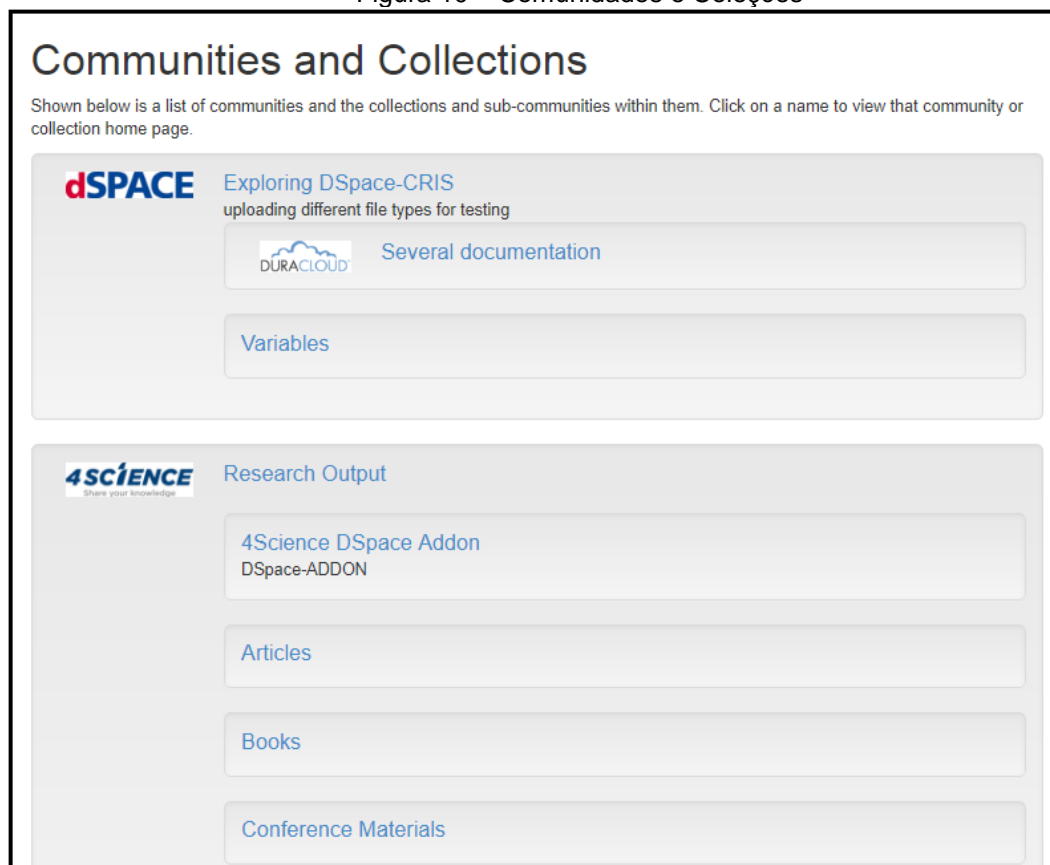 Communities and Collections
Shown below is a list of communities and the collections and sub-communities within them. Click on a name to view that community or
collection home page.
dSPACE
Exploring DSpace-CRIS
uploading different file types for testing
DURACLOUD
Several documentation
Variables
4SCIENCE
Share your knowledge
Research Output
4Science DSpace Addon
DSpace-ADDON
Articles
Books
Conference Materials